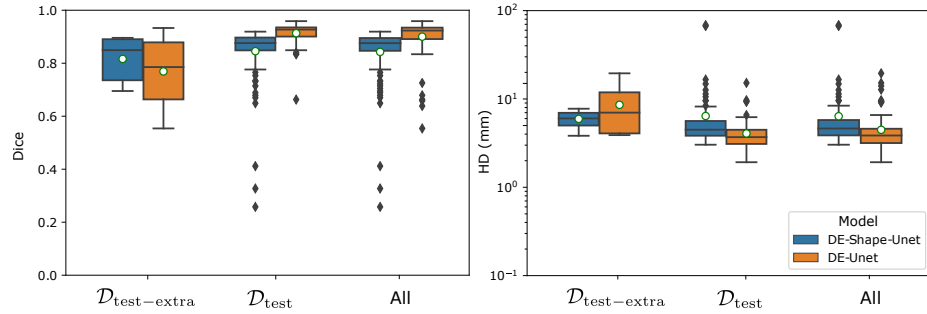 Dice
1.0
0.8
0.6
0.4
0.2
0.0
𝒟test−extra
𝒟test
All
HD (mm)
10²
10¹
10⁰
10⁻¹
𝒟test−extra
𝒟test
All
Model
DE-Shape-Unet
DE-Unet